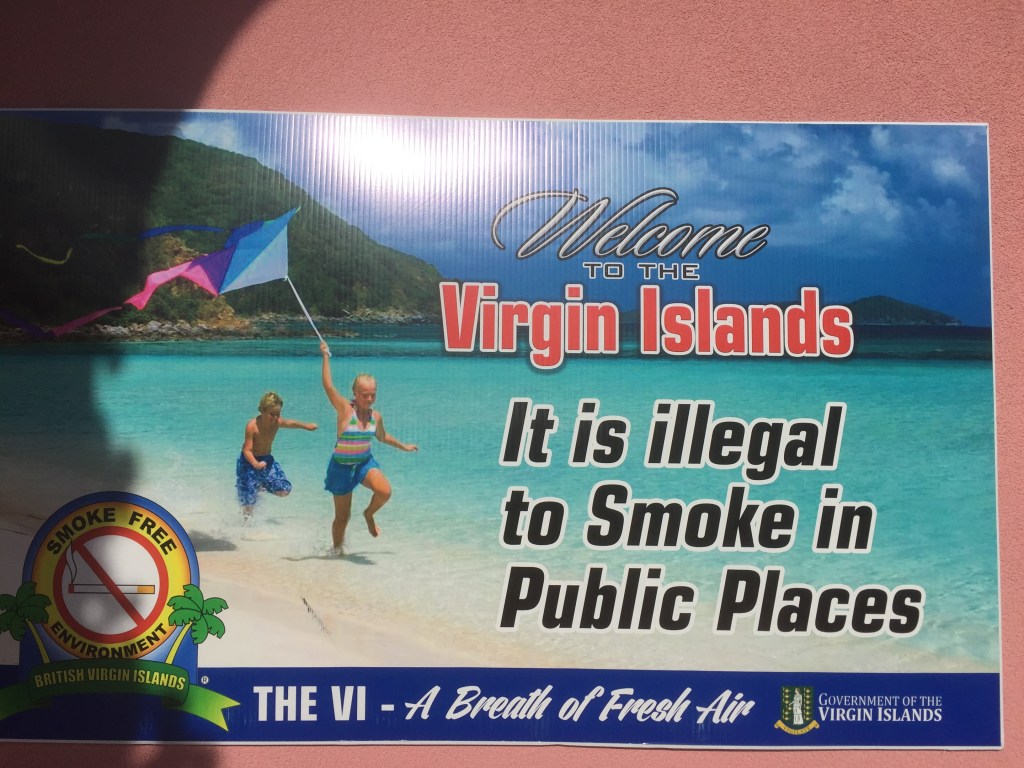 Welcome
TO THE
Virgin Islands
It is illegal
to Smoke in
Public Places
SMOKE FREE
ENVIRONMENT
BRITISH VIRGIN ISLANDS ®
THE VI - A Breath of Fresh Air
GOVERNMENT OF THE
VIRGIN ISLANDS